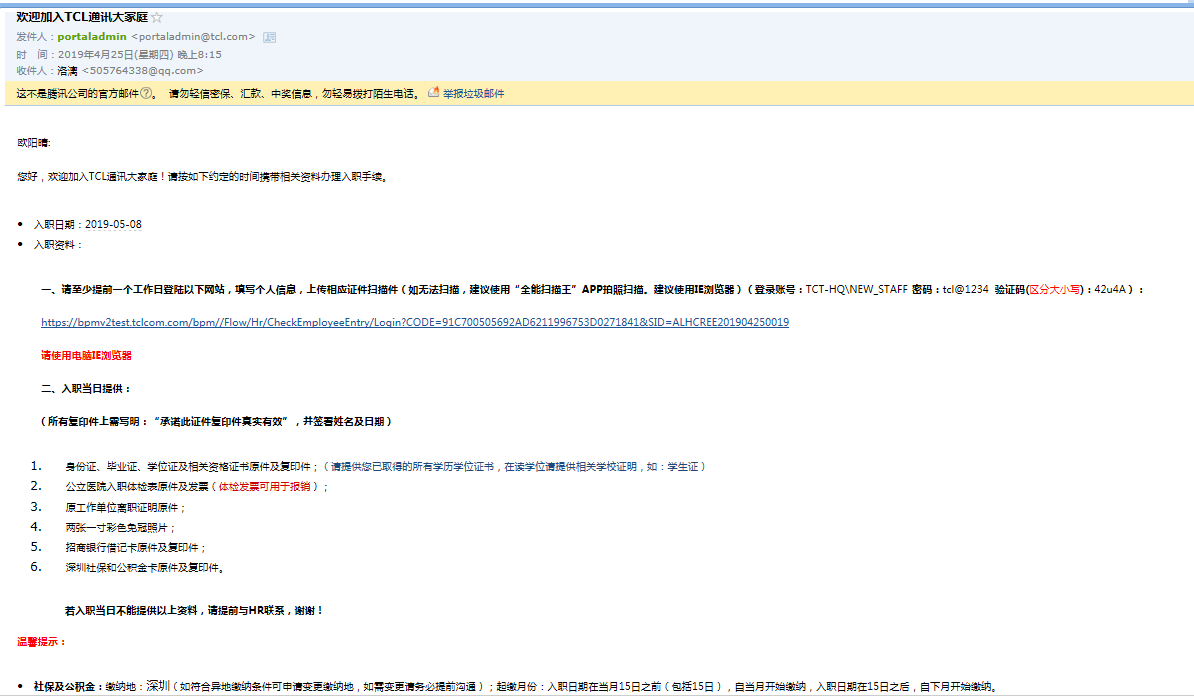 欢迎加入TCL通讯大家庭☆
发件人：portaladmin <portaladmin@tcl.com>
时 间：2019年4月25日(星期四) 晚上8:15
收件人：洛漓 <505764338@qq.com>
这不是腾讯公司的官方邮件?。 请勿轻信密保、汇款、中奖信息，勿轻易拨打陌生电话。 举报垃圾邮件
欧阳晴:
您好，欢迎加入TCL通讯大家庭！请按如下约定的时间携带相关资料办理入职手续。
• 入职日期：2019-05-08
• 入职资料：
一、请至少提前一个工作日登陆以下网站，填写个人信息，上传相应证件扫描件（如无法扫描，建议使用“全能扫描王”APP拍照扫描。建议使用IE浏览器）（登录账号：TCT-HQ\NEW_STAFF 密码：tcl@1234 验证码(区分大小写)：42u4A）：
https://bpmv2test.tclcom.com/bpm//Flow/Hr/CheckEmployeeEntry/Login?CODE=91C700505692AD6211996753D0271841&SID=ALHCREE201904250019
请使用电脑IE浏览器
二、入职当日提供：
（所有复印件上需写明：“承诺此证件复印件真实有效”，并签署姓名及日期）
1. 身份证、毕业证、学位证及相关资格证书原件及复印件；（请提供您已取得的所有学历学位证书，在读学位请提供相关学校证明，如：学生证）
2. 公立医院入职体检表原件及发票（体检发票可用于报销）；
3. 原工作单位离职证明原件；
4. 两张一寸彩色免冠照片；
5. 招商银行借记卡原件及复印件；
6. 深圳社保和公积金卡原件及复印件。
若入职当日不能提供以上资料，请提前与HR联系，谢谢！
温馨提示：
• 社保及公积金：缴纳地：深圳（如符合异地缴纳条件可申请变更缴纳地，如需变更请务必提前沟通）；起缴月份：入职日期在当月15日之前（包括15日），自当月开始缴纳，入职日期在15日之后，自下月开始缴纳。